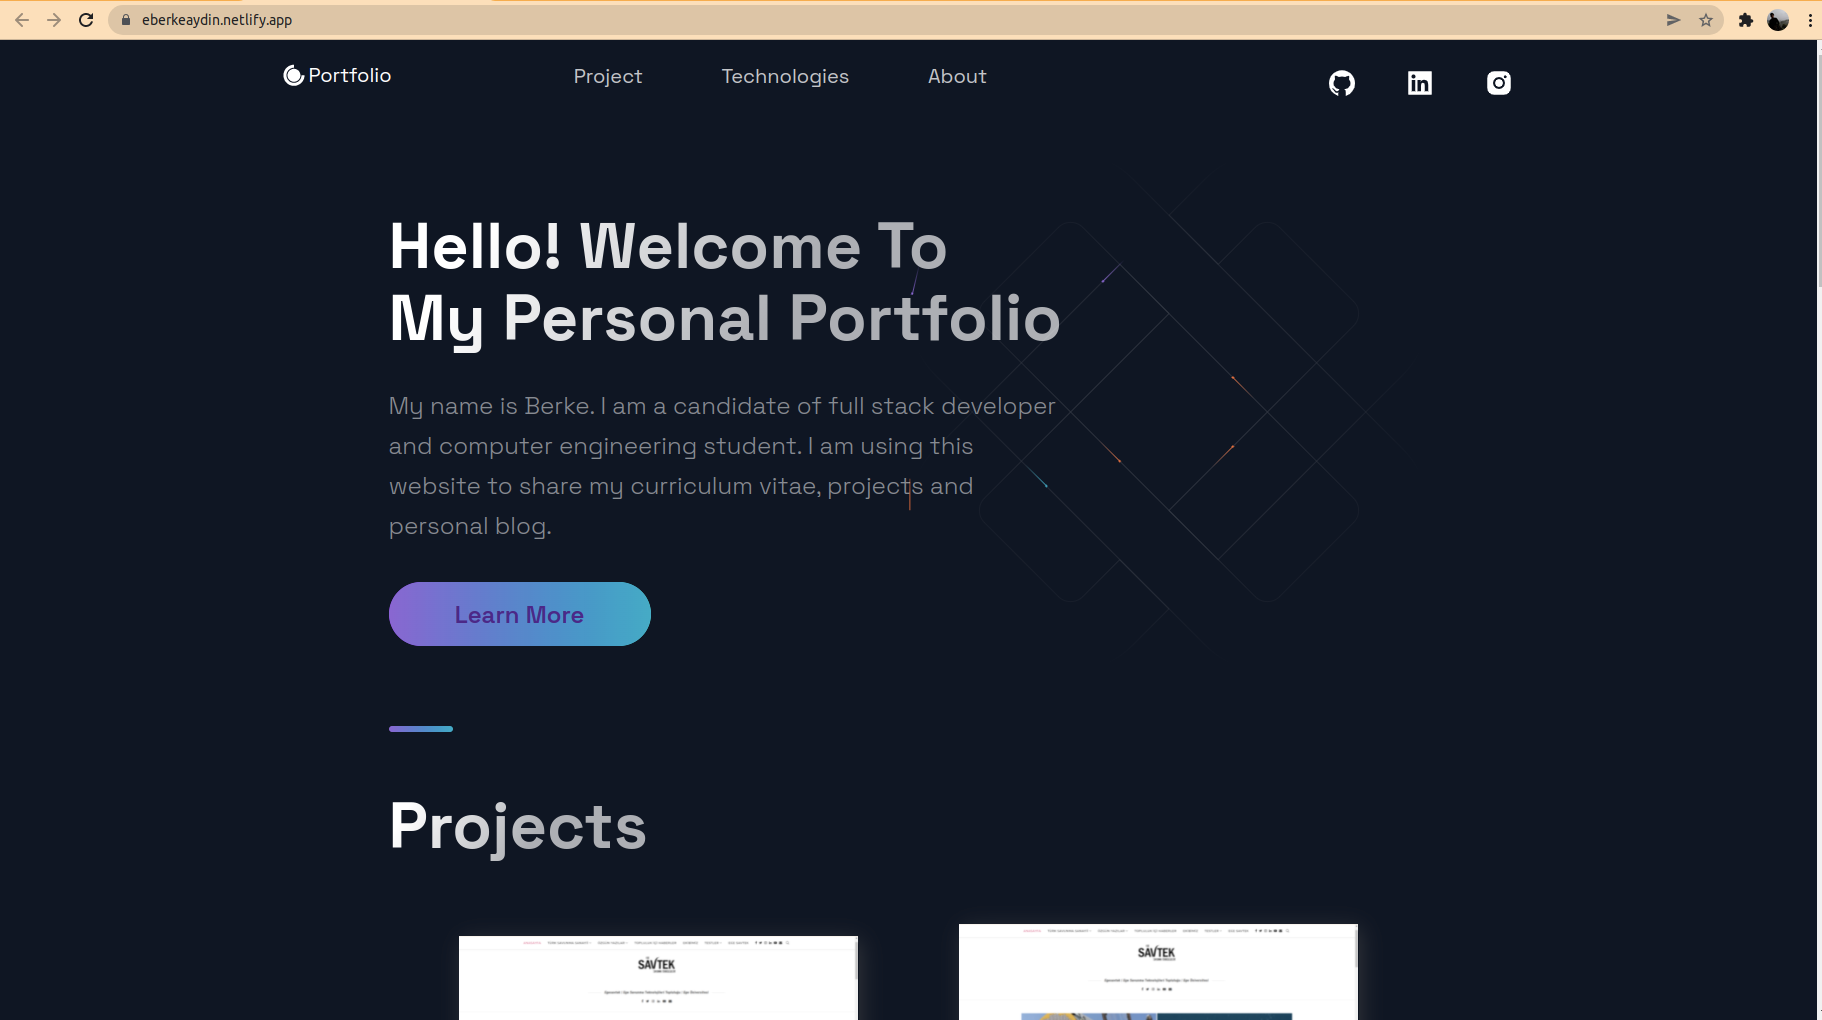 eberkeaydin.netlify.app
Portfolio
Project
Technologies
About
Hello! Welcome To
My Personal Portfolio
My name is Berke. I am a candidate of full stack developer
and computer engineering student. I am using this
website to share my curriculum vitae, projects and
personal blog.
Learn More
Projects
SAVTEK
SAVTEK